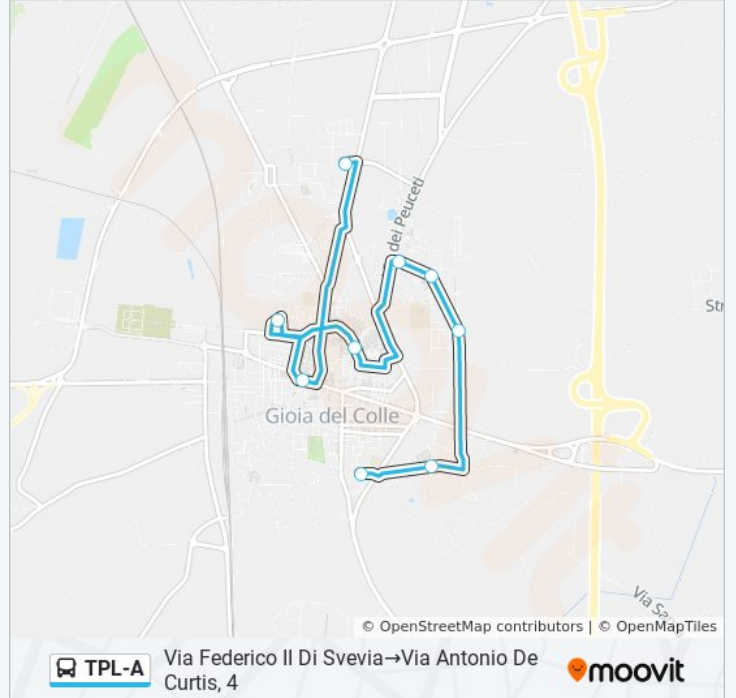 dei Peuceti
Str
Gioia del Colle
Via Sa
© OpenStreetMap contributors | © OpenMapTiles
TPL-A
Via Federico II Di Svevia→Via Antonio De
Curtis, 4
moovit